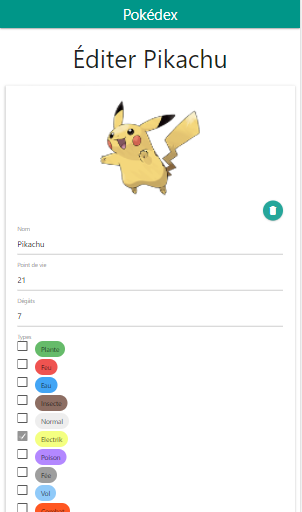 Pokédex
Éditer Pikachu
Nom
Pikachu
Point de vie
21
Dégâts
7
Types
Plante
Feu
Eau
Insecte
Normal
Electrik
Poison
Fée
Vol
Combat